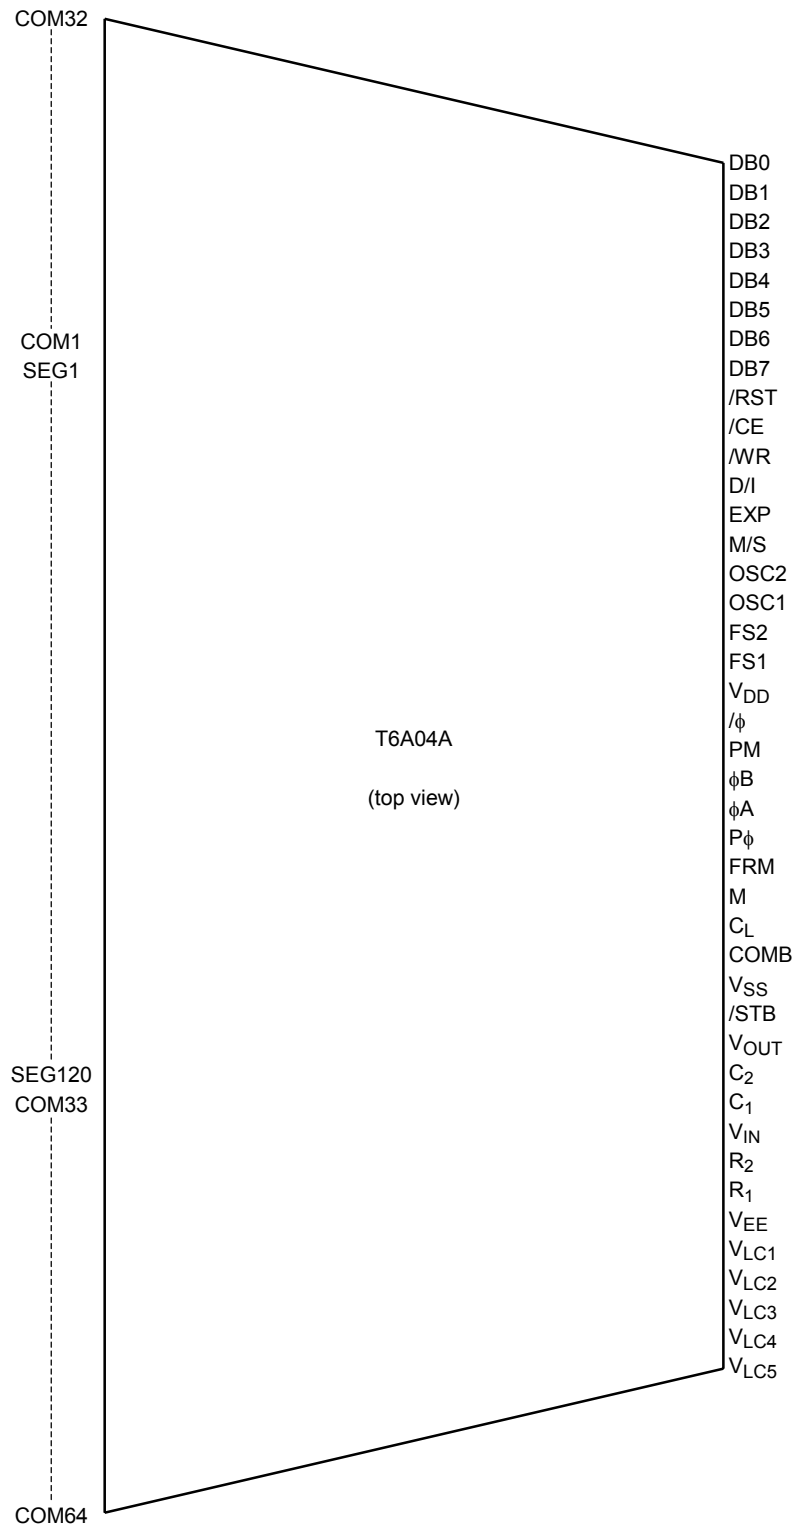 COM32
COM1
SEG1
SEG120
COM33
COM64
T6A04A
(top view)
DB0
DB1
DB2
DB3
DB4
DB5
DB6
DB7
/RST
/CE
/WR
D/I
EXP
M/S
OSC2
OSC1
FS2
FS1
VDD
/ϕ
PM
ϕB
ϕA
Pϕ
FRM
M
CL
COMB
VSS
/STB
VOUT
C2
C1
VIN
R2
R1
VEE
VLC1
VLC2
VLC3
VLC4
VLC5